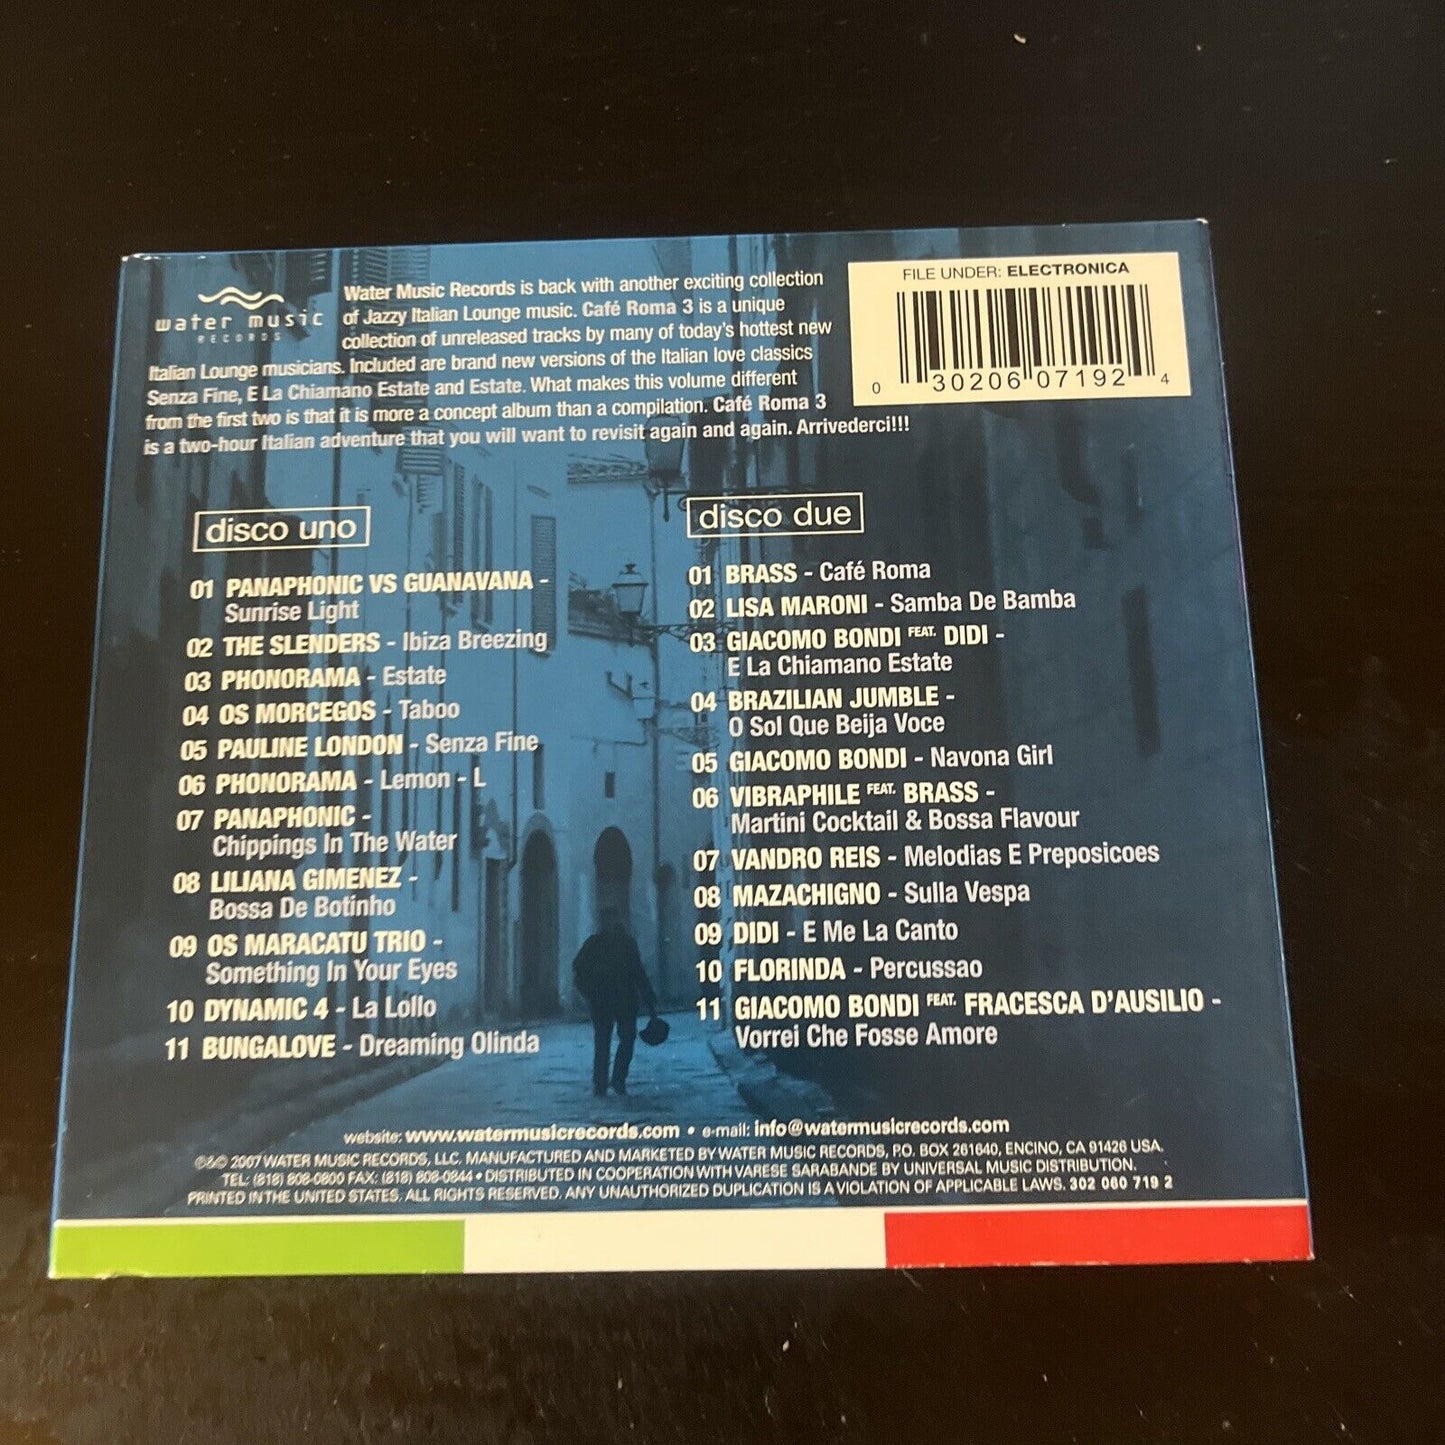 water music
RECORDS
Water Music Records is back with another exciting collection
of Jazzy Italian Lounge music. Café Roma 3 is a unique
collection of unreleased tracks by many of today's hottest new
Italian Lounge musicians. Included are brand new versions of the Italian love classics
Senza Fine, E La Chiamano Estate and Estate. What makes this volume different
from the first two is that it is more a concept album than a compilation. Café Roma 3
is a two-hour Italian adventure that you will want to revisit again and again. Arrivederci!!!
FILE UNDER: ELECTRONICA
0 30206 07192 4
disco uno
01 PANAPHONIC VS GUANAVANA -
Sunrise Light
02 THE SLENDERS - Ibiza Breezing
03 PHONORAMA - Estate
04 OS MORCEGOS - Taboo
05 PAULINE LONDON - Senza Fine
06 PHONORAMA - Lemon - L
07 PANAPHONIC -
Chippings In The Water
08 LILIANA GIMENEZ -
Bossa De Botinho
09 OS MARACATU TRIO -
Something In Your Eyes
10 DYNAMIC 4 - La Lollo
11 BUNGALOVE - Dreaming Olinda
disco due
01 BRASS - Café Roma
02 LISA MARONI - Samba De Bamba
03 GIACOMO BONDI FEAT. DIDI -
E La Chiamano Estate
04 BRAZILIAN JUMBLE -
O Sol Que Beija Voce
05 GIACOMO BONDI - Navona Girl
06 VIBRAPHILE FEAT. BRASS -
Martini Cocktail & Bossa Flavour
07 VANDRO REIS - Melodias E Preposicoes
08 MAZACHIGNO - Sulla Vespa
09 DIDI - E Me La Canto
10 FLORINDA - Percussao
11 GIACOMO BONDI FEAT. FRACESCA D'AUSILIO -
Vorrei Che Fosse Amore
website: www.watermusicrecords.com • e-mail: info@watermusicrecords.com
℗&© 2007 WATER MUSIC RECORDS, LLC. MANUFACTURED AND MARKETED BY WATER MUSIC RECORDS, P.O. BOX 261640, ENCINO, CA 91426 USA.
TEL: (818) 808-0800 FAX: (818) 808-0844 • DISTRIBUTED IN COOPERATION WITH VARESE SARABANDE BY UNIVERSAL MUSIC DISTRIBUTION.
PRINTED IN THE UNITED STATES. ALL RIGHTS RESERVED. ANY UNAUTHORIZED DUPLICATION IS A VIOLATION OF APPLICABLE LAWS. 302 060 719 2